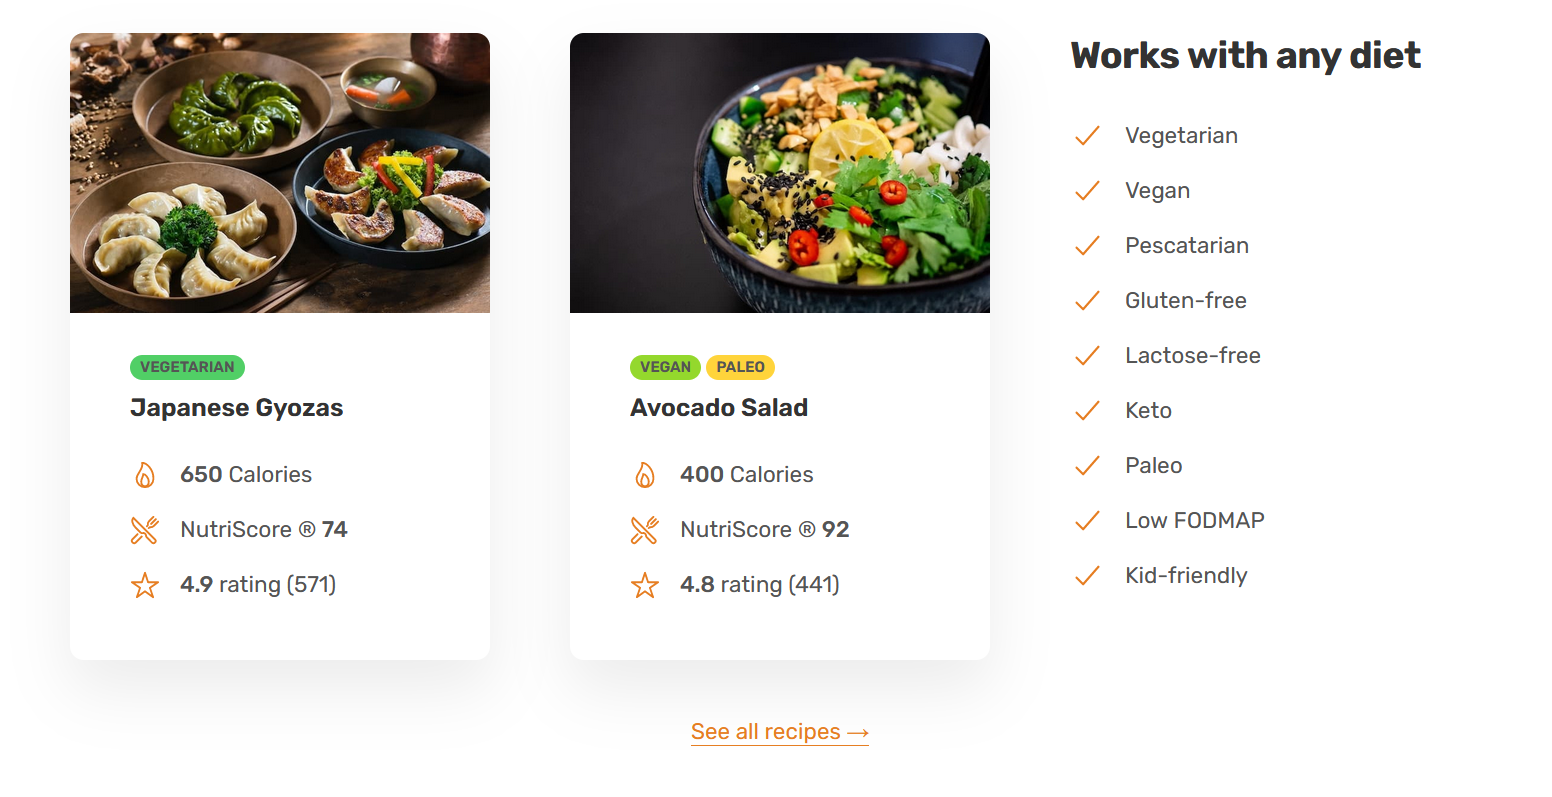 VEGETARIAN
Japanese Gyozas
650 Calories
NutriScore ® 74
4.9 rating (571)
VEGAN PALEO
Avocado Salad
400 Calories
NutriScore ® 92
4.8 rating (441)
Works with any diet
Vegetarian
Vegan
Pescatarian
Gluten-free
Lactose-free
Keto
Paleo
Low FODMAP
Kid-friendly
See all recipes →